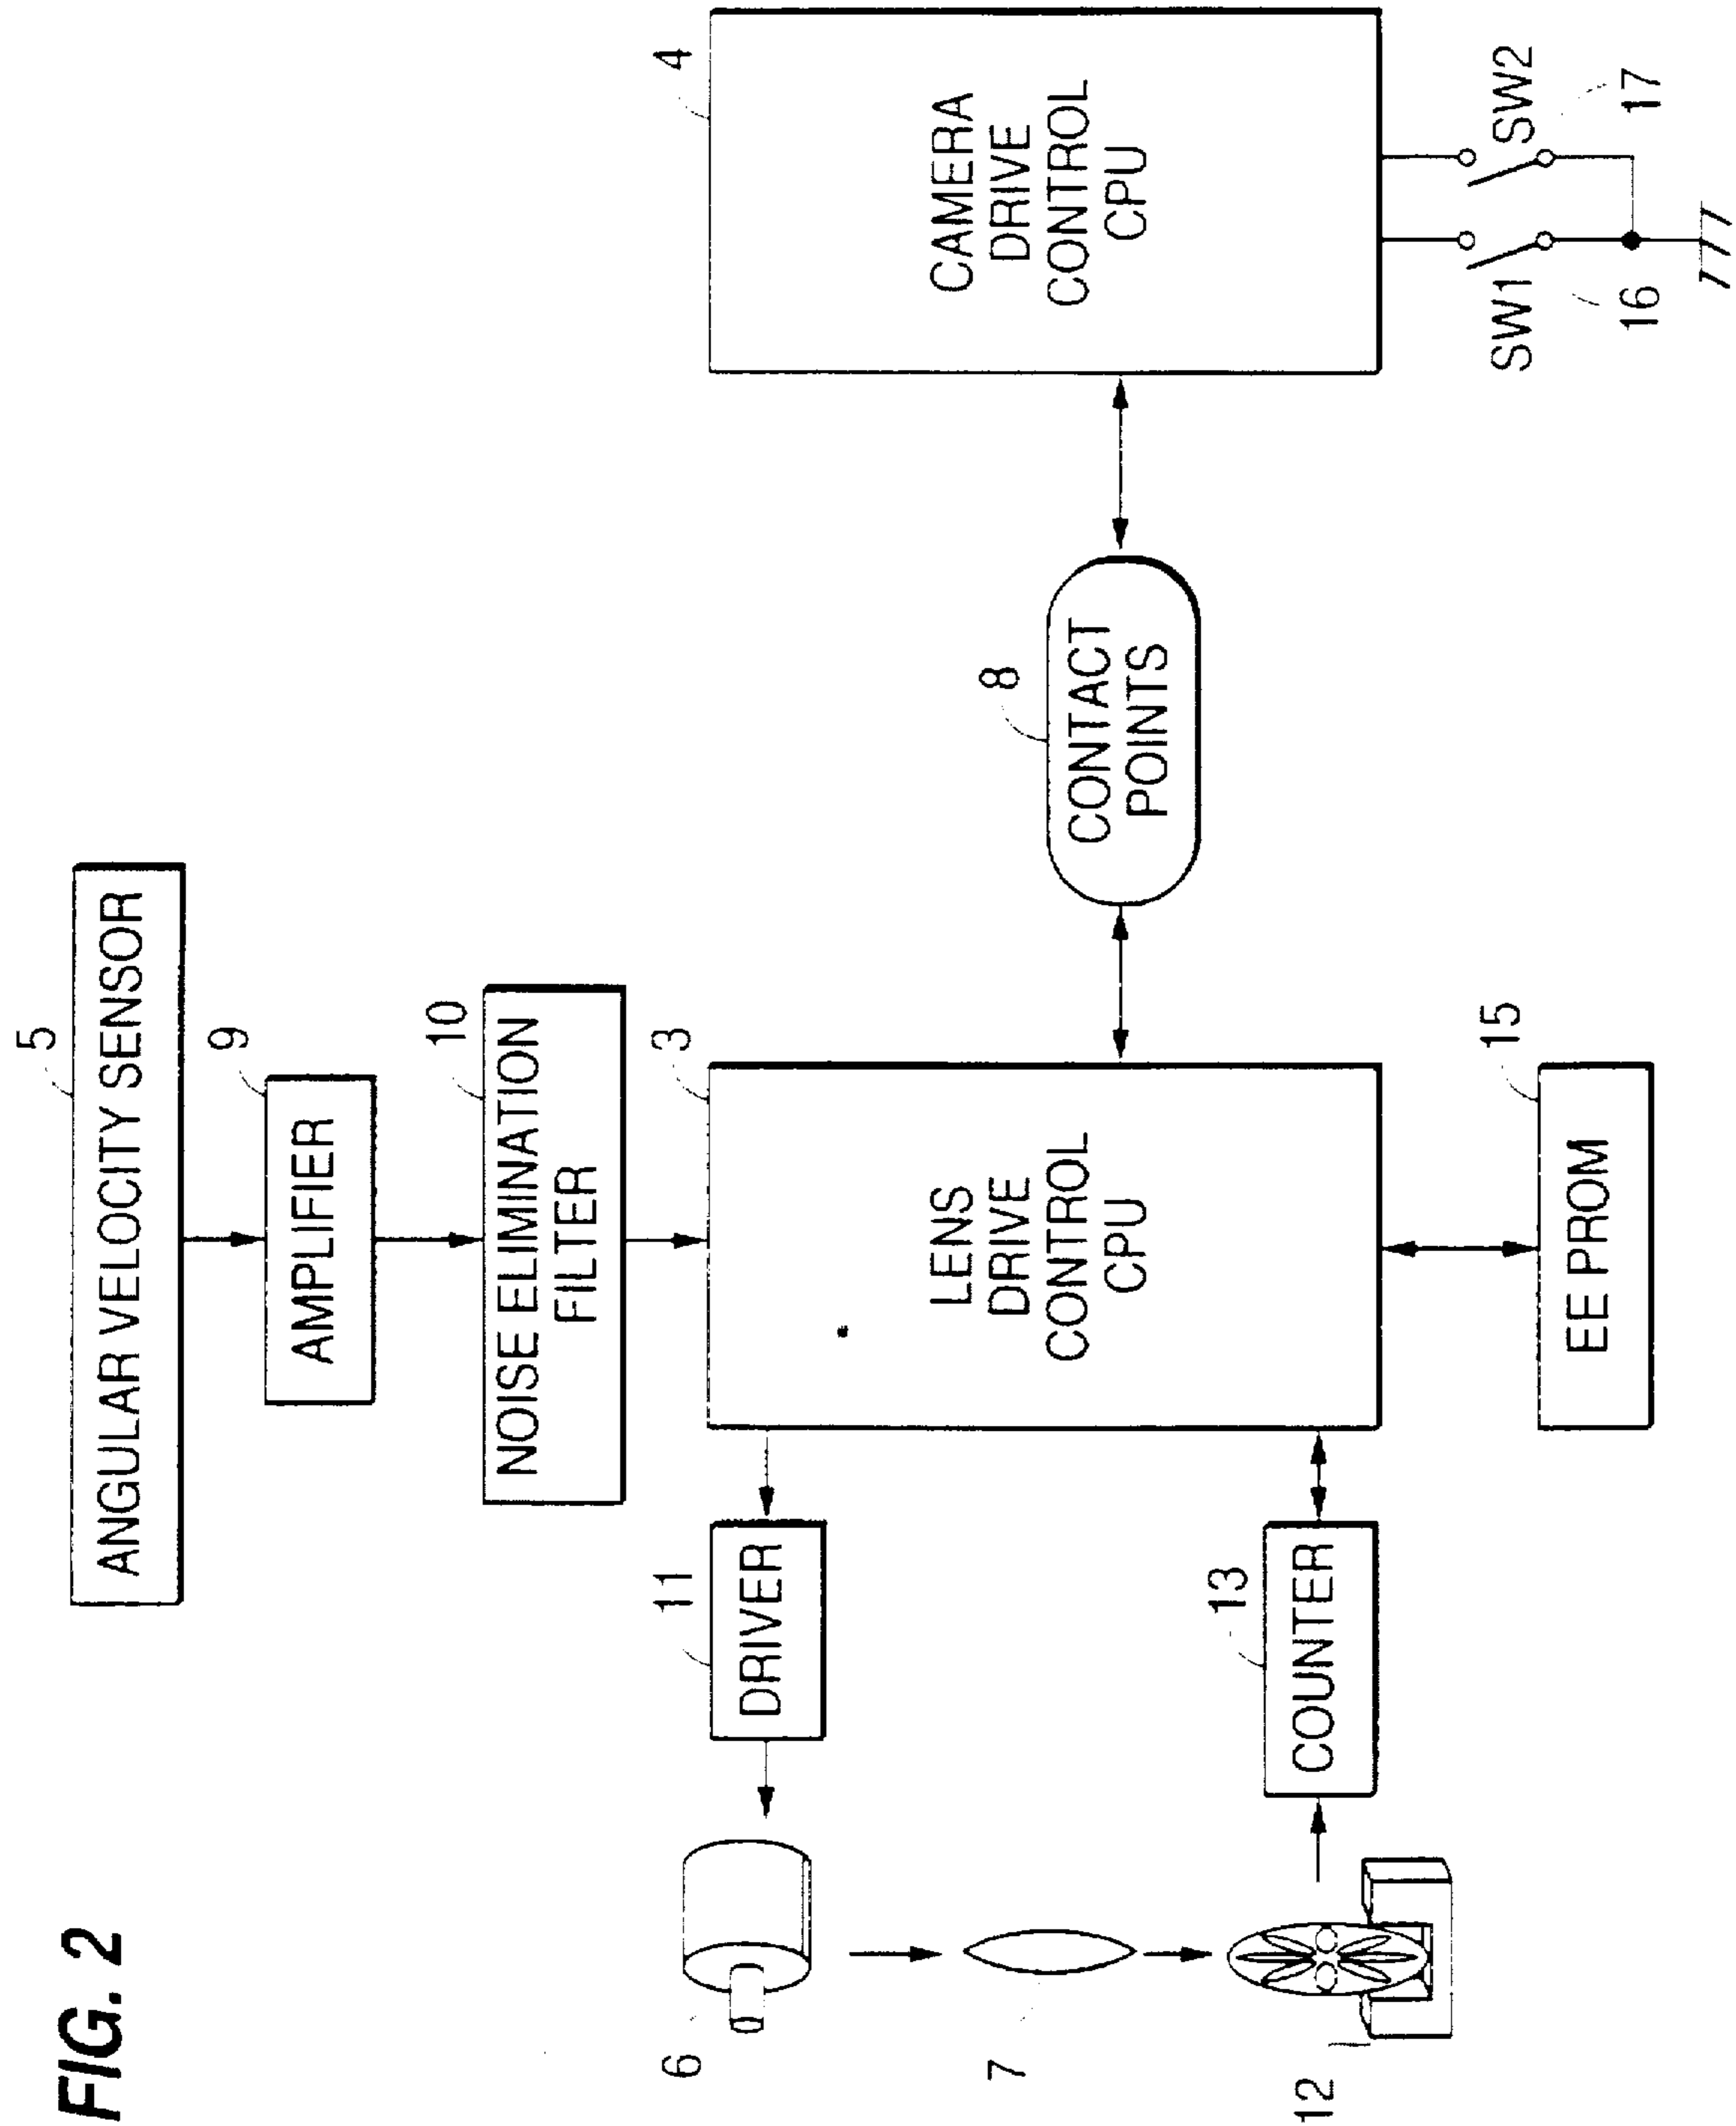 FIG. 2
5
ANGULAR VELOCITY SENSOR
9
AMPLIFIER
10
NOISE ELIMINATION
FILTER
6
11
DRIVER
3
LENS
DRIVE
CONTROL
CPU
7
8
CONTACT
POINTS
4
CAMERA
DRIVE
CONTROL
CPU
12
13
COUNTER
15
EE PROM
SW1
16
SW2
17